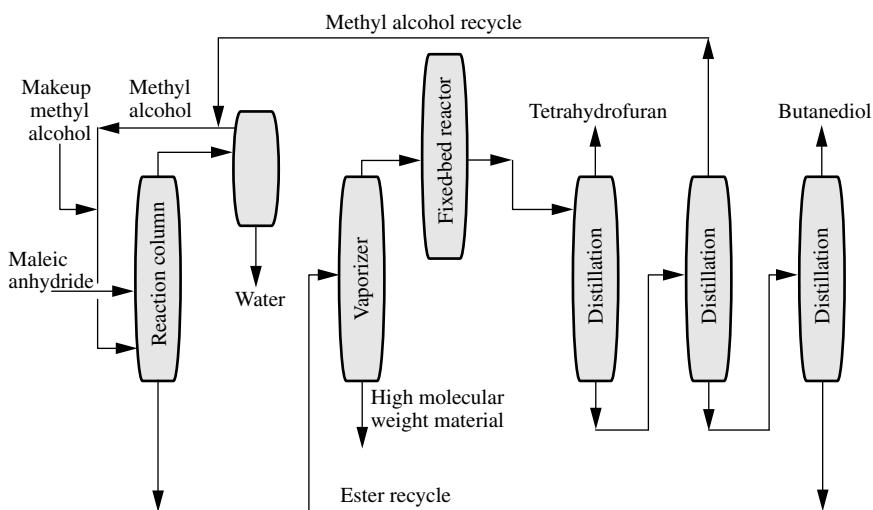 Methyl alcohol recycle
Makeup
methyl
alcohol
Methyl
alcohol
Fixed-bed reactor
Tetrahydrofuran
Butanediol
Maleic
anhydride
Reaction column
Water
Vaporizer
Distillation
Distillation
Distillation
High molecular
weight material
Ester recycle